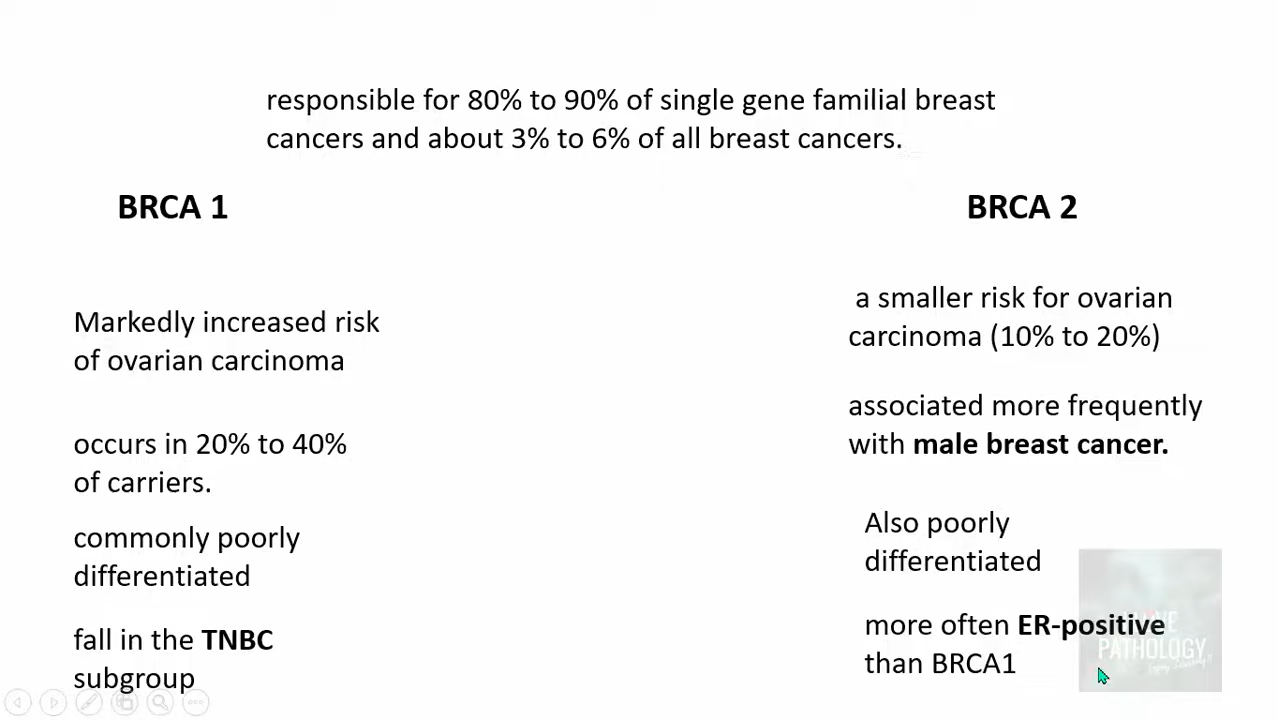 responsible for 80% to 90% of single gene familial breast
cancers and about 3% to 6% of all breast cancers.
BRCA 1
BRCA 2
Markedly increased risk
of ovarian carcinoma
occurs in 20% to 40%
of carriers.
commonly poorly
differentiated
fall in the TNBC
subgroup
a smaller risk for ovarian
carcinoma (10% to 20%)
associated more frequently
with male breast cancer.
Also poorly
differentiated
more often ER-positive
than BRCA1
PATHOLOGY